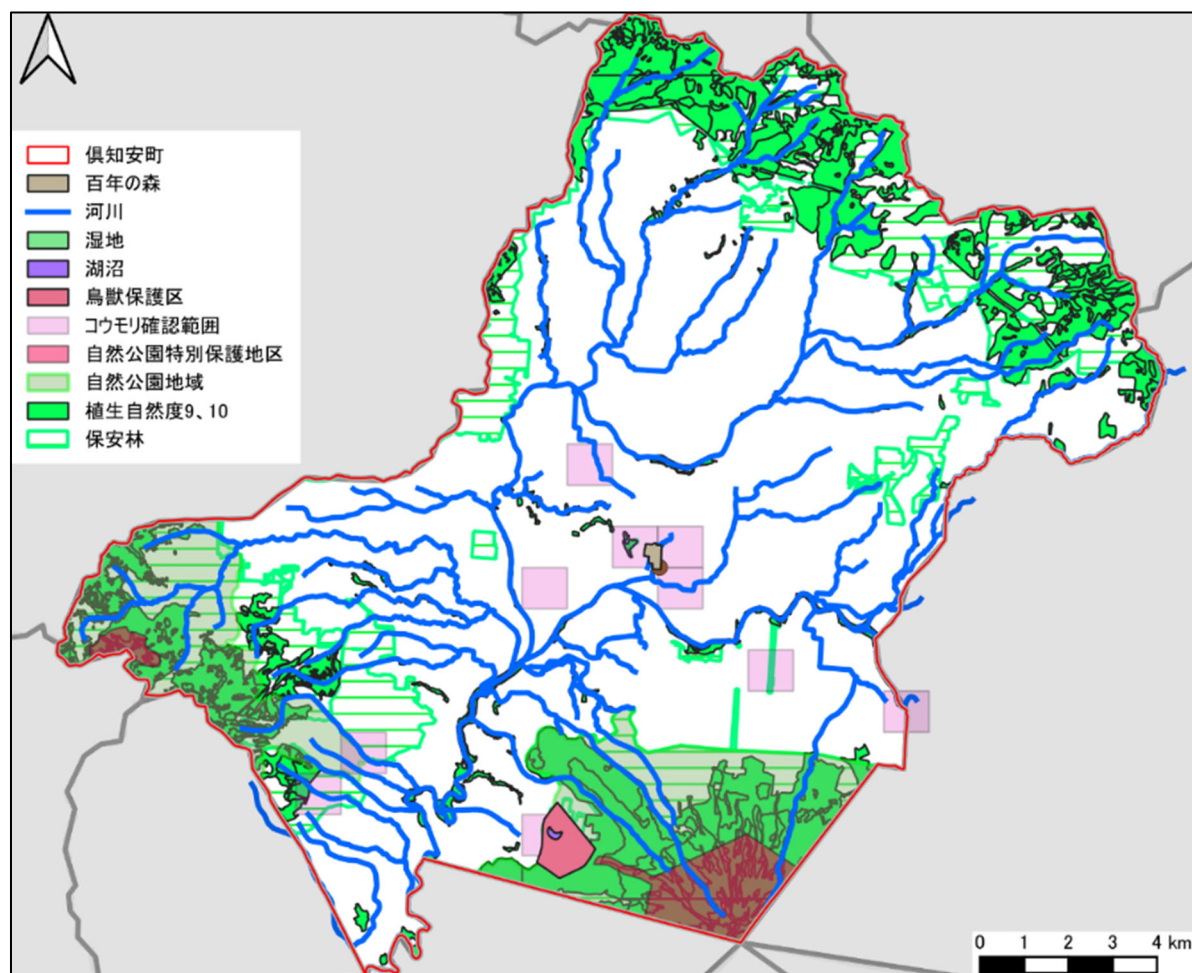 倶知安町
百年の森
河川
湿地
湖沼
鳥獣保護区
コウモリ確認範囲
自然公園特別保護地区
自然公園地域
植生自然度9、10
保安林
0 1 2 3 4 km